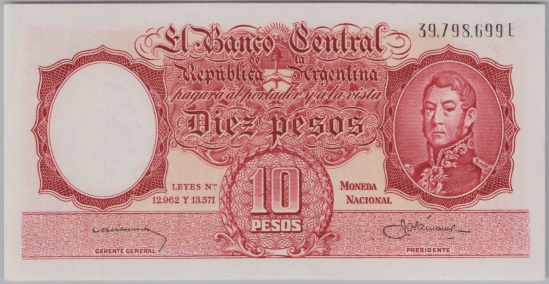 39.798.699 E
El Banco Central
de la
República Argentina
pagará al portador y á la vista
Diez pesos
LEYES Nos
12.962 Y 13.571
10
PESOS
MONEDA
NACIONAL
GERENTE GENERAL
PRESIDENTE